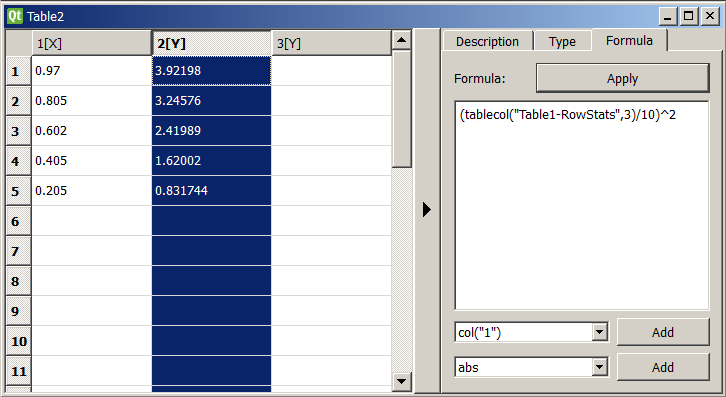 Qt Table2
1[X] 2[Y] 3[Y]
1 0.97 3.92198
2 0.805 3.24576
3 0.602 2.41989
4 0.405 1.62002
5 0.205 0.831744
6
7
8
9
10
11
Description Type Formula
Formula: Apply
(tablecol("Table1-RowStats",3)/10)^2
col("1") Add
abs Add